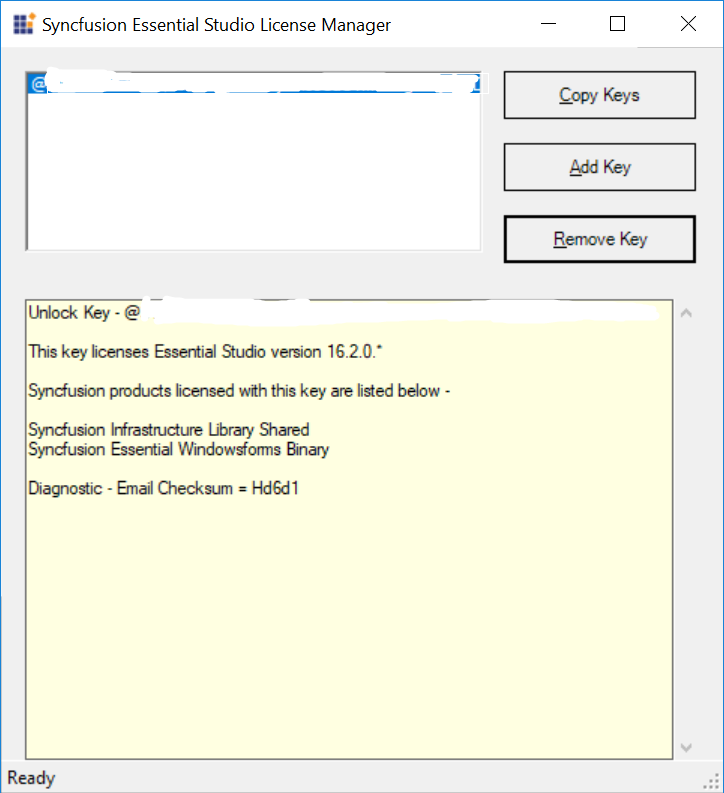 Syncfusion Essential Studio License Manager
@
Copy Keys
Add Key
Remove Key
Unlock Key - @
This key licenses Essential Studio version 16.2.0.*
Syncfusion products licensed with this key are listed below -
Syncfusion Infrastructure Library Shared
Syncfusion Essential Windowsforms Binary
Diagnostic - Email Checksum = Hd6d1
Ready